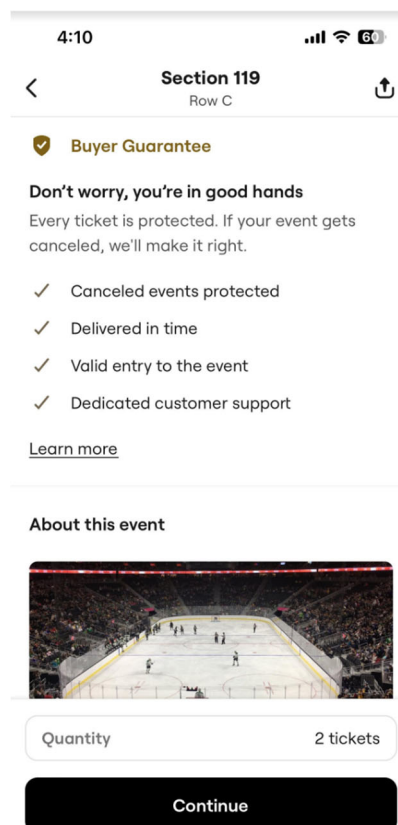 4:10
60
Section 119
Row C
Buyer Guarantee
Don’t worry, you’re in good hands
Every ticket is protected. If your event gets
canceled, we'll make it right.
Canceled events protected
Delivered in time
Valid entry to the event
Dedicated customer support
Learn more
About this event
Quantity
2 tickets
Continue